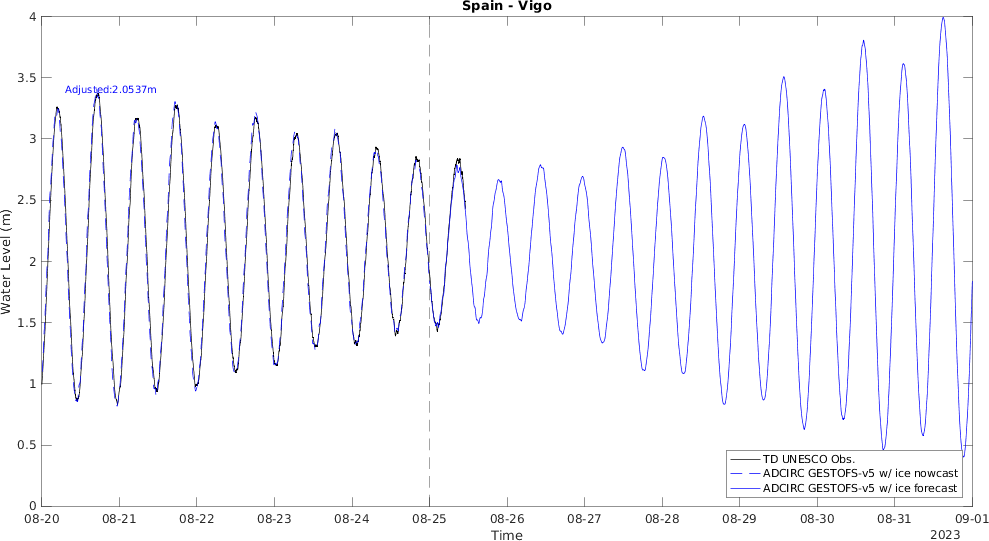 Spain - Vigo
Adjusted:2.0537m
Water Level (m)
4
3.5
3
2.5
2
1.5
1
0.5
0
TD UNESCO Obs.
ADCIRC GESTOFS-v5 w/ ice nowcast
ADCIRC GESTOFS-v5 w/ ice forecast
08-20 08-21 08-22 08-23 08-24 08-25 08-26 08-27 08-28 08-29 08-30 08-31 09-01
Time
2023